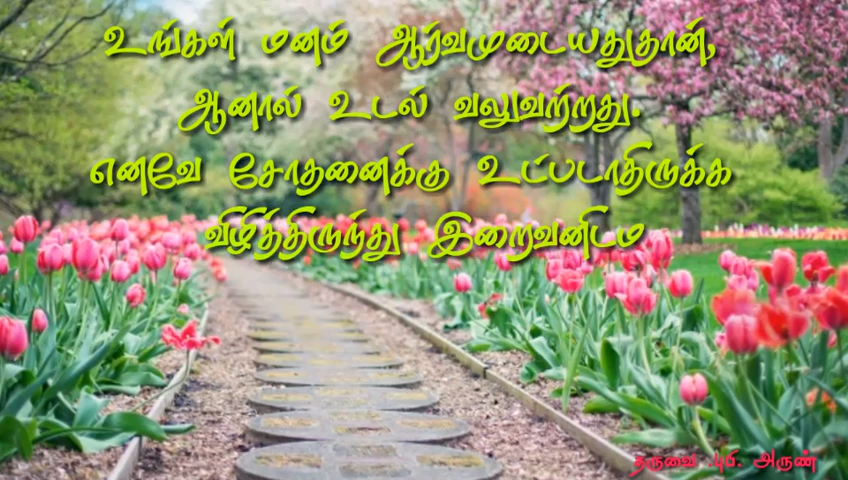 உங்கள் மனம் ஆர்வமுடையதுதான்,
ஆனால் உடல் வலுவற்றது.
எனவே சோதனைக்கு உட்படாதிருக்க
விழித்திருந்து இறைவனிடம
தருவை .பி. அருண்